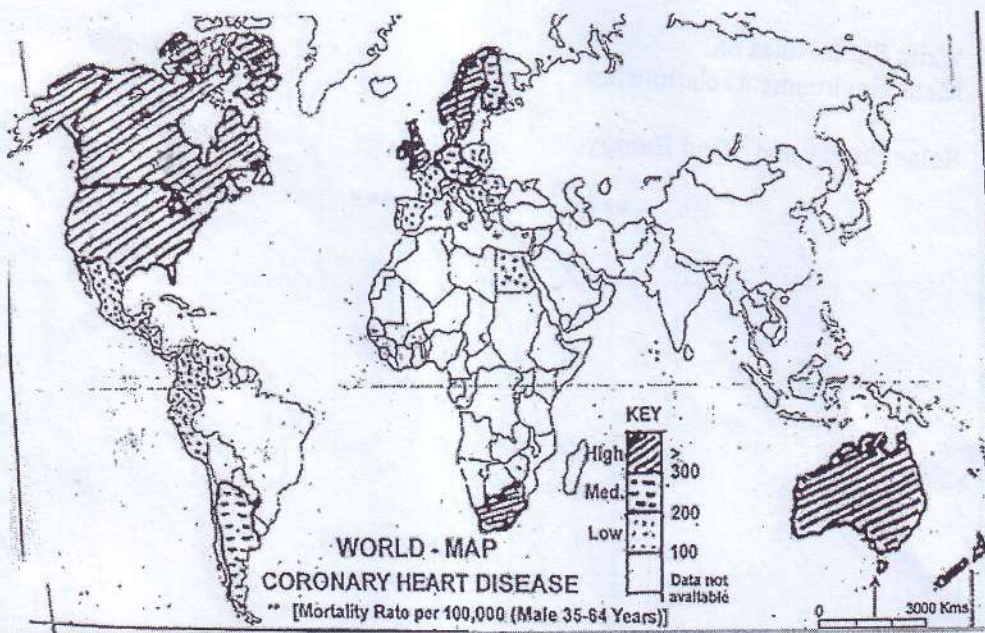 KEY
High
>
300
Med.
200
Low
100
Data not
available
WORLD - MAP
CORONARY HEART DISEASE
[Mortality Rato per 100,000 (Male 35-64 Years)]
0 3000 Kms
Solar